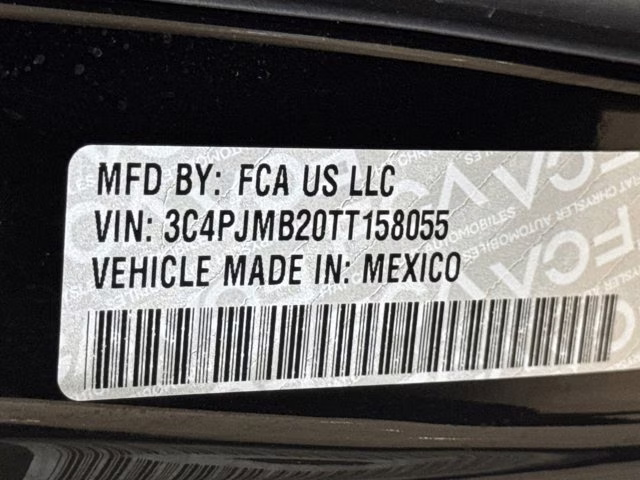 MFD BY: FCA US LLC
VIN: 3C4PJMB20TT158055
VEHICLE MADE IN: MEXICO